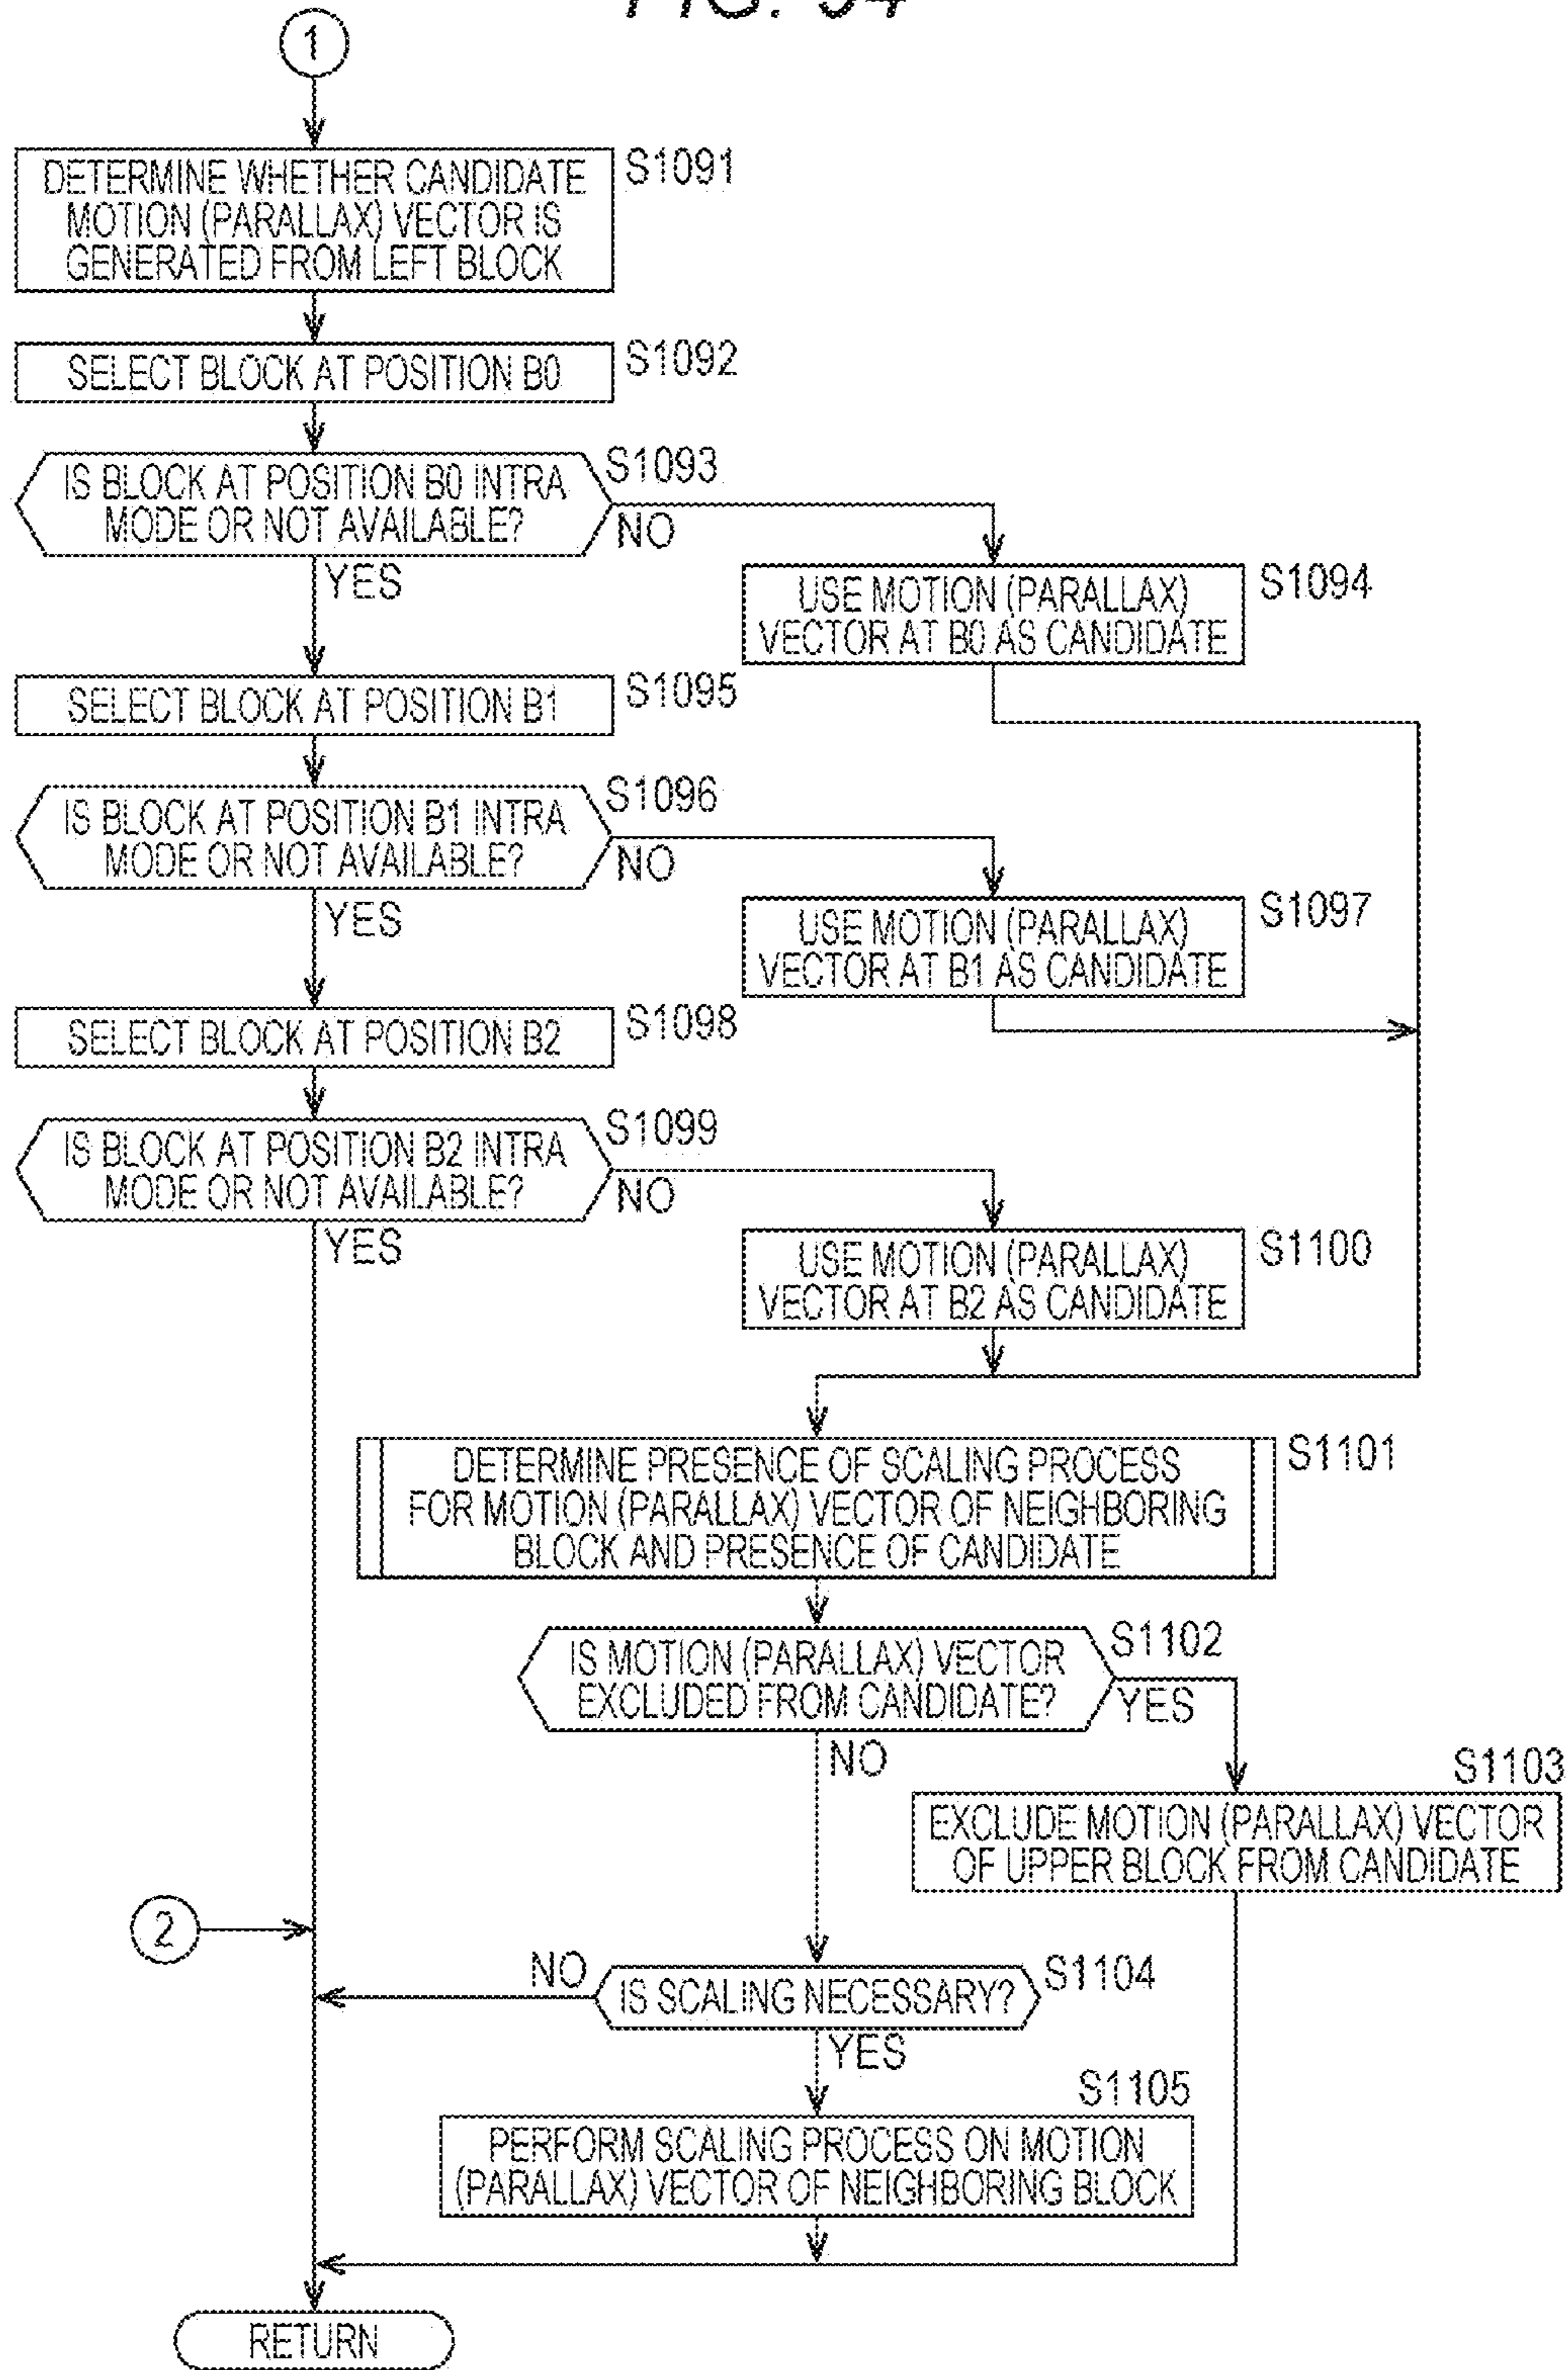 FIG. 34
1
DETERMINE WHETHER CANDIDATE
MOTION (PARALLAX) VECTOR IS
GENERATED FROM LEFT BLOCK
S1091
SELECT BLOCK AT POSITION B0
S1092
IS BLOCK AT POSITION B0 INTRA
MODE OR NOT AVAILABLE?
S1093
NO
YES
USE MOTION (PARALLAX)
VECTOR AT B0 AS CANDIDATE
S1094
SELECT BLOCK AT POSITION B1
S1095
IS BLOCK AT POSITION B1 INTRA
MODE OR NOT AVAILABLE?
S1096
NO
YES
USE MOTION (PARALLAX)
VECTOR AT B1 AS CANDIDATE
S1097
SELECT BLOCK AT POSITION B2
S1098
IS BLOCK AT POSITION B2 INTRA
MODE OR NOT AVAILABLE?
S1099
NO
YES
USE MOTION (PARALLAX)
VECTOR AT B2 AS CANDIDATE
S1100
DETERMINE PRESENCE OF SCALING PROCESS
FOR MOTION (PARALLAX) VECTOR OF NEIGHBORING
BLOCK AND PRESENCE OF CANDIDATE
S1101
IS MOTION (PARALLAX) VECTOR
EXCLUDED FROM CANDIDATE?
S1102
YES
NO
S1103
EXCLUDE MOTION (PARALLAX) VECTOR
OF UPPER BLOCK FROM CANDIDATE
2
NO
IS SCALING NECESSARY?
S1104
YES
S1105
PERFORM SCALING PROCESS ON MOTION
(PARALLAX) VECTOR OF NEIGHBORING BLOCK
RETURN